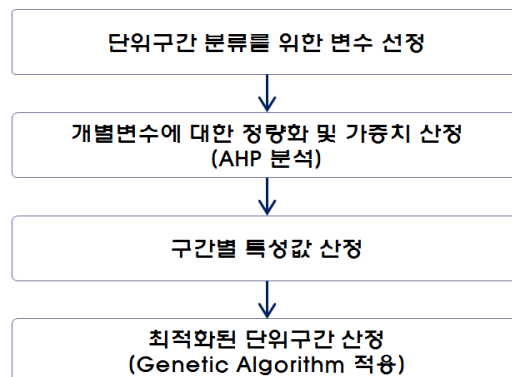 단위구간 분류를 위한 변수 선정
개별변수에 대한 정량화 및 가중치 산정
(AHP 분석)
구간별 특성값 산정
최적화된 단위구간 산정
(Genetic Algorithm 적용)